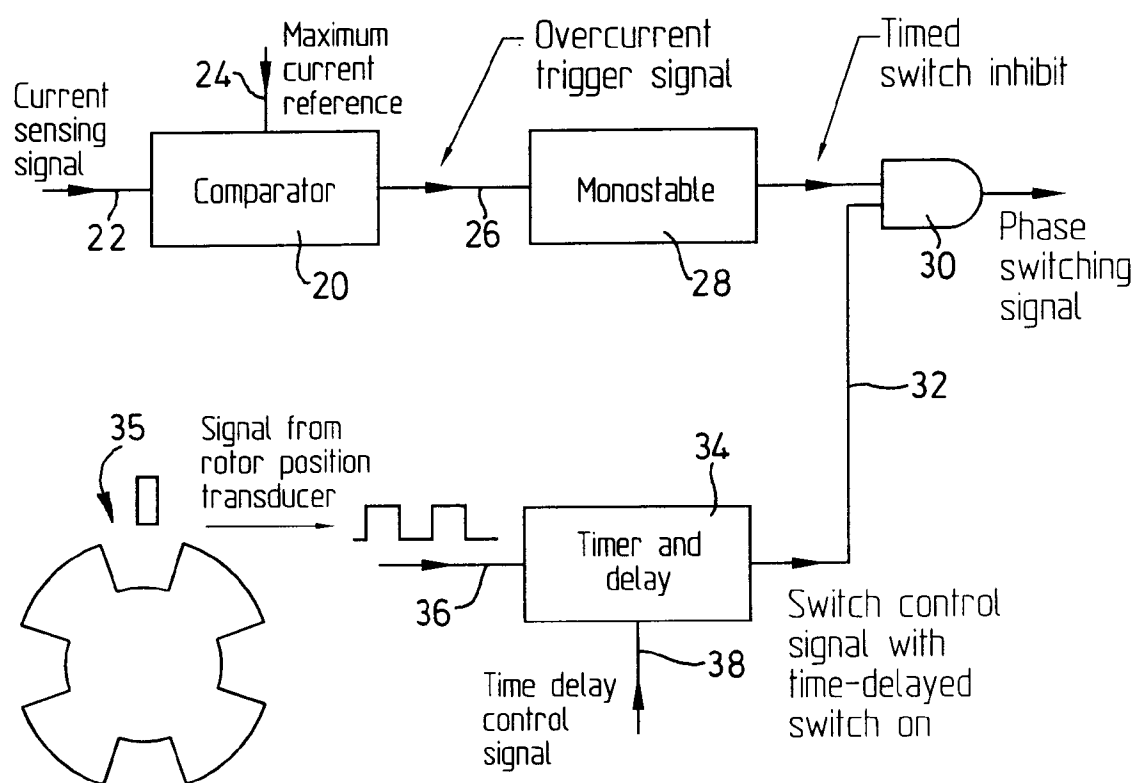 Maximum
current
reference
24
Overcurrent
trigger signal
Timed
switch inhibit
Current
sensing
signal
22
Comparator
20
26
Monostable
28
30
Phase
switching
signal
32
35
Signal from
rotor position
transducer
34
Timer and
delay
36
38
Time delay
control
signal
Switch control
signal with
time-delayed
switch on